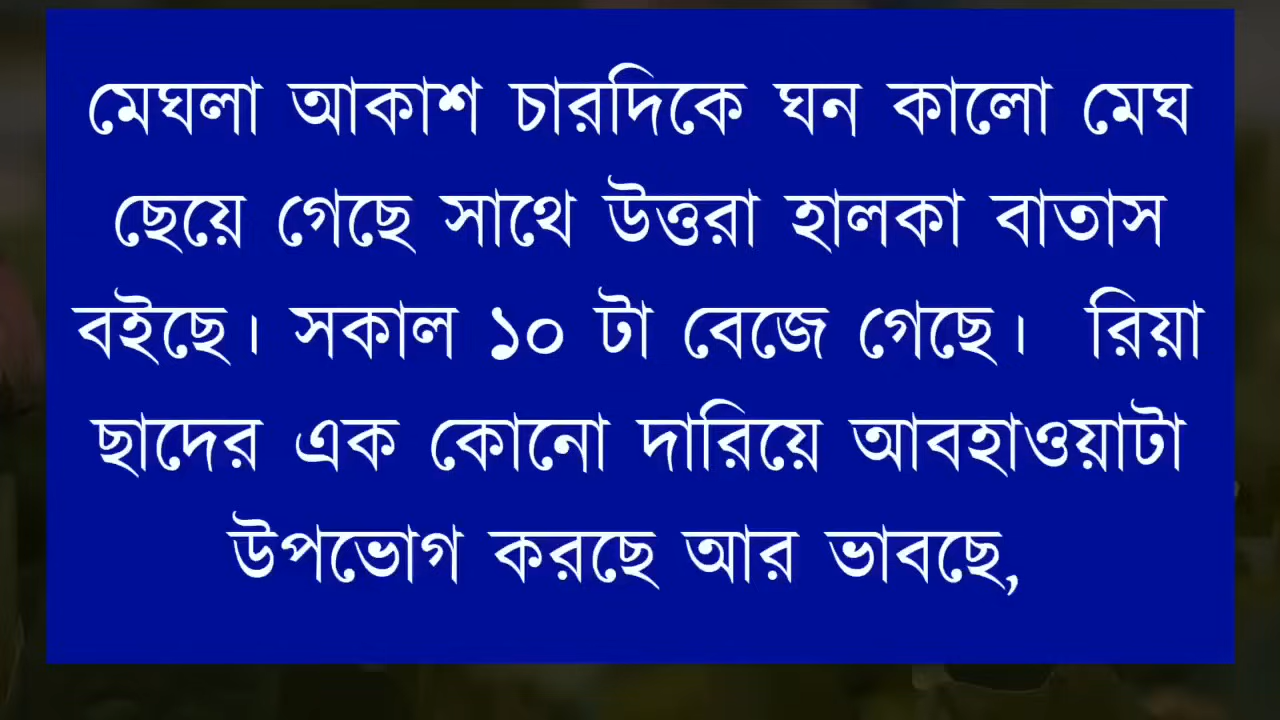 মেঘলা আকাশ চারদিকে ঘন কালো মেঘ
ছেয়ে গেছে সাথে উত্তরা হালকা বাতাস
বইছে। সকাল ১০ টা বেজে গেছে। রিয়া
ছাদের এক কোনো দারিয়ে আবহাওয়াটা
উপভোগ করছে আর ভাবছে,